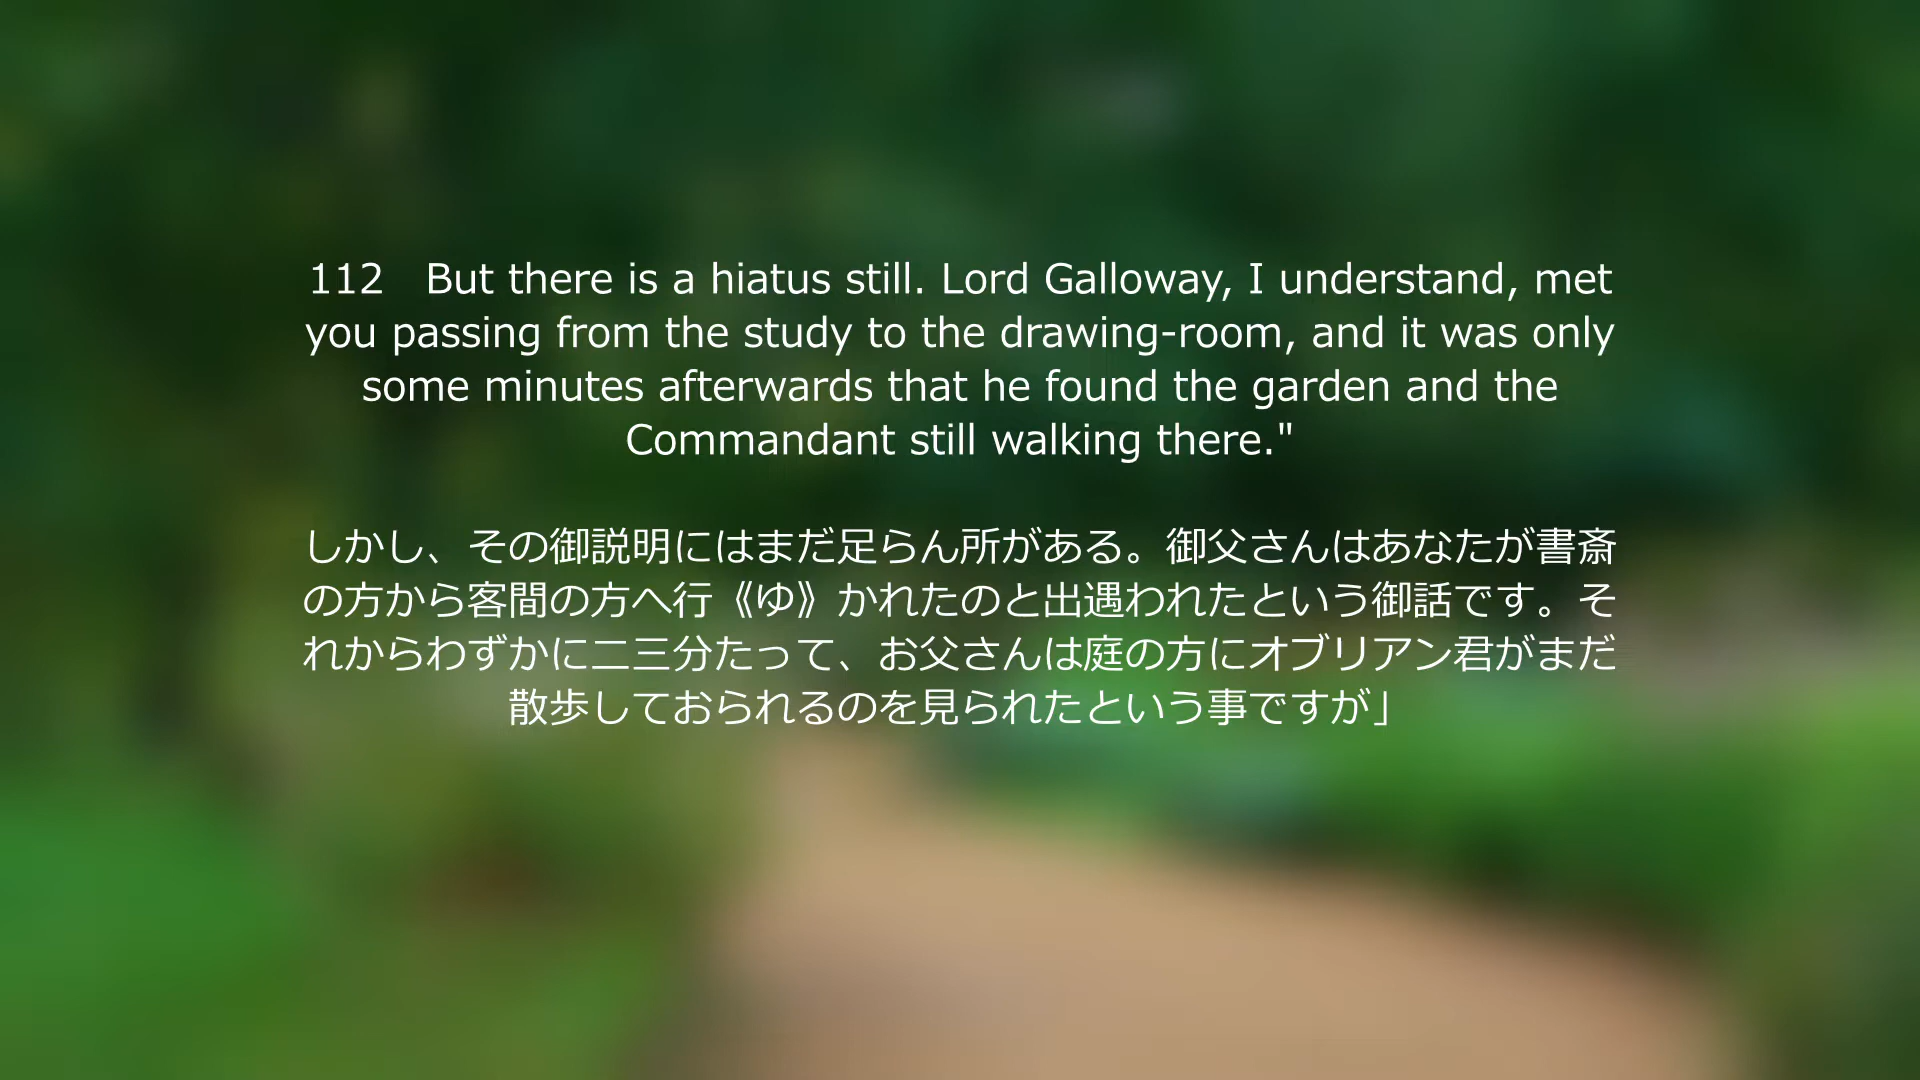 112　But there is a hiatus still. Lord Galloway, I understand, met
you passing from the study to the drawing-room, and it was only
some minutes afterwards that he found the garden and the
Commandant still walking there."
しかし、その御説明にはまだ足らん所がある。御父さんはあなたが書斎
の方から客間の方へ行《ゆ》かれたのと出遇われたという御話です。そ
れからわずかに二三分たって、お父さんは庭の方にオブリアン君がまだ
散歩しておられるのを見られたという事ですが」